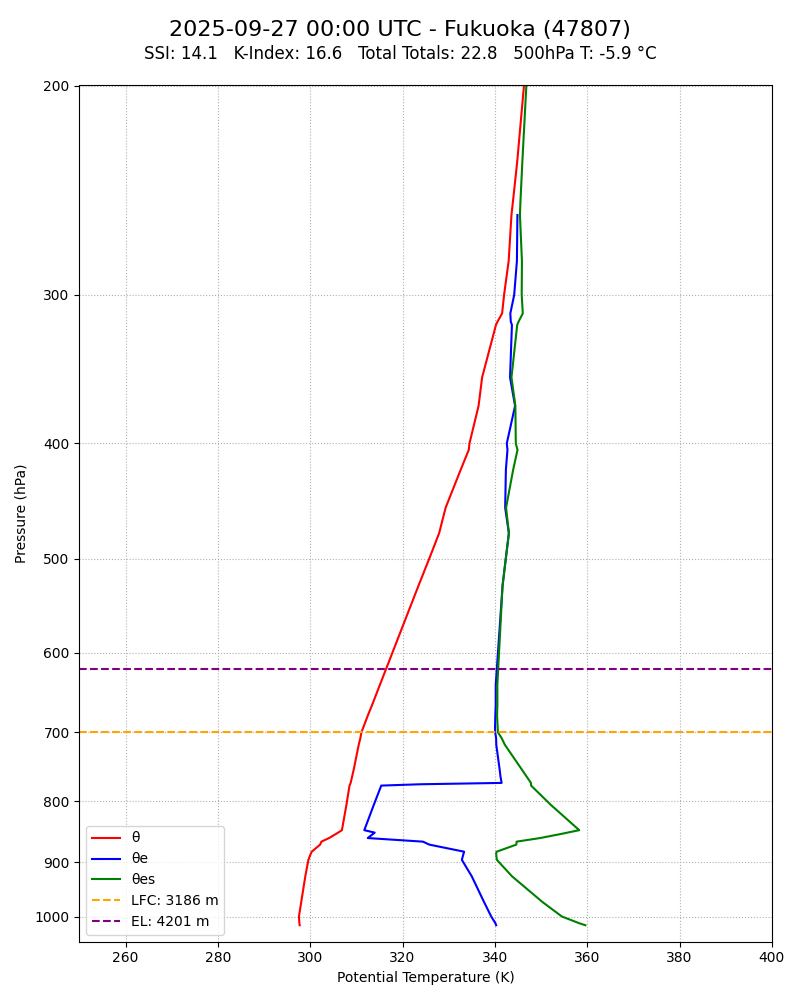 2025-09-27 00:00 UTC - Fukuoka (47807)
SSI: 14.1   K-Index: 16.6   Total Totals: 22.8   500hPa T: -5.9 °C
200
300
400
500
600
700
800
900
1000
Pressure (hPa)
θ
θe
θes
LFC: 3186 m
EL: 4201 m
260
280
300
320
340
360
380
400
Potential Temperature (K)